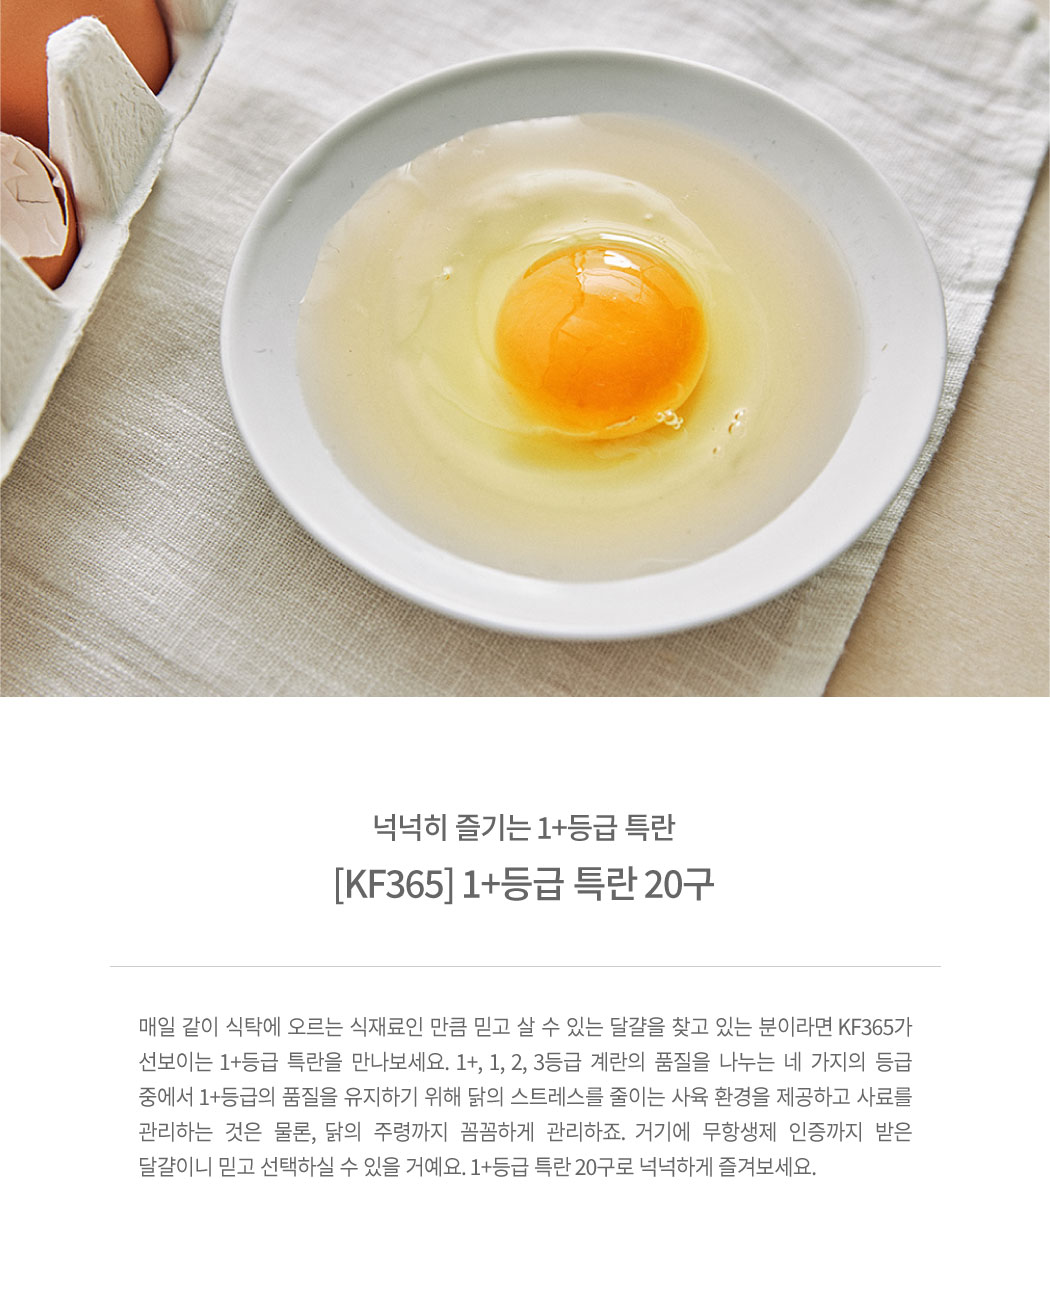 넉넉히 즐기는 1+등급 특란
[KF365] 1+등급 특란 20구
매일 같이 식탁에 오르는 식재료인 만큼 믿고 살 수 있는 달걀을 찾고 있는 분이라면 KF365가
선보이는 1+등급 특란을 만나보세요. 1+, 1, 2, 3등급 계란의 품질을 나누는 네 가지의 등급
중에서 1+등급의 품질을 유지하기 위해 닭의 스트레스를 줄이는 사육 환경을 제공하고 사료를
관리하는 것은 물론, 닭의 주령까지 꼼꼼하게 관리하죠. 거기에 무항생제 인증까지 받은
달걀이니 믿고 선택하실 수 있을 거예요. 1+등급 특란 20구로 넉넉하게 즐겨보세요.